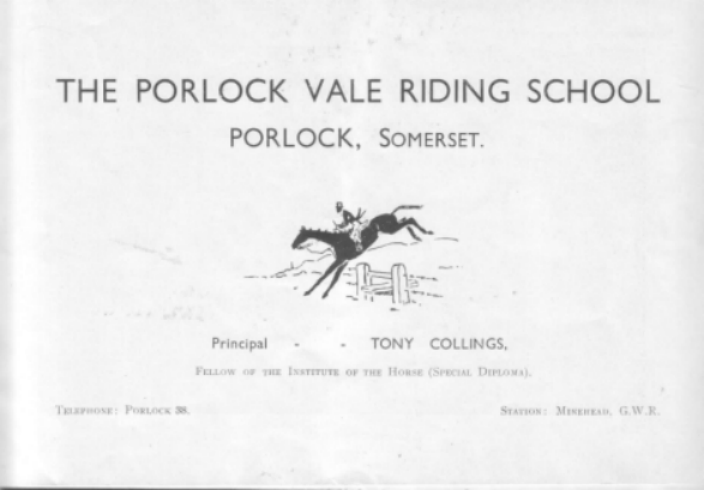 THE PORLOCK VALE RIDING SCHOOL
PORLOCK, SOMERSET.
Principal - - TONY COLLINGS,
FELLOW OF THE INSTITUTE OF THE HORSE (SPECIAL DIPLOMA).
TELEPHONE: PORLOCK 38. STATION: MINEHEAD, G.W.R.